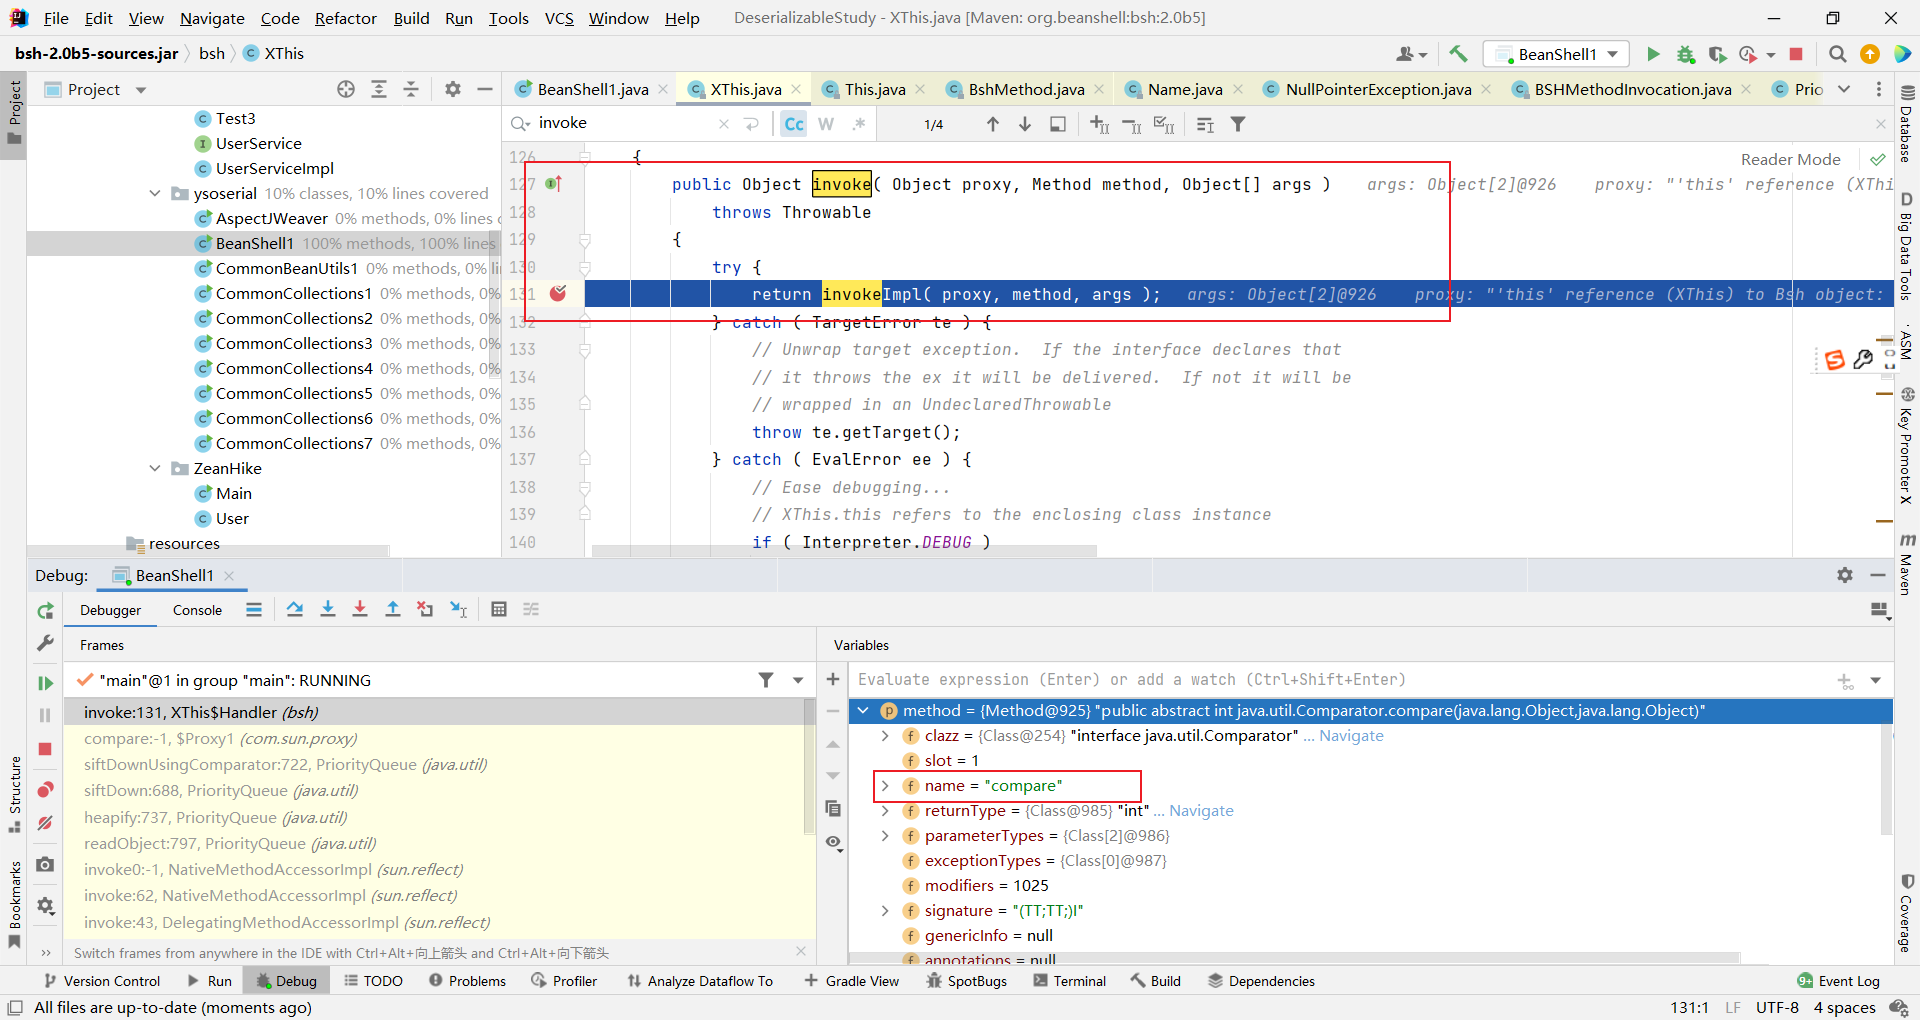 File Edit View Navigate Code Refactor Build Run Tools VCS Window Help DeserializableStudy - XThis.java [Maven: org.beanshell:bsh:2.0b5]
bsh-2.0b5-sources.jar bsh XThis BeanShell1
Project BeanShell1.java XThis.java This.java BshMethod.java Name.java NullPointerException.java BSHMethodInvocation.java Prio
invoke Cc W .* 1/4
Reader Mode
Project
Test3
UserService
UserServiceImpl
ysoserial 10% classes, 10% lines covered
AspectJWeaver 0% methods, 0% lines c
BeanShell1 100% methods, 100% lines
CommonBeanUtils1 0% methods, 0% li
CommonCollections1 0% methods, 0%
CommonCollections2 0% methods, 0%
CommonCollections3 0% methods, 0%
CommonCollections4 0% methods, 0%
CommonCollections5 0% methods, 0%
CommonCollections6 0% methods, 0%
CommonCollections7 0% methods, 0%
ZeanHike
Main
User
resources
126 {
127 public Object invoke( Object proxy, Method method, Object[] args ) args: Object[2]@926 proxy: "'this' reference (XThi
128 throws Throwable
129 {
130 try {
131 return invokeImpl( proxy, method, args ); args: Object[2]@926 proxy: "'this' reference (XThis) to Bsh object:
132 } catch ( TargetError te ) {
133 // Unwrap target exception.  If the interface declares that
134 // it throws the ex it will be delivered.  If not it will be
135 // wrapped in an UndeclaredThrowable
136 throw te.getTarget();
137 } catch ( EvalError ee ) {
138 // Ease debugging...
139 // XThis.this refers to the enclosing class instance
140 if ( Interpreter.DEBUG )
Database
D Big Data Tools
ASM
Key Promoter X
m Maven
Coverage
Debug: BeanShell1
Debugger Console
Frames
"main"@1 in group "main": RUNNING
invoke:131, XThis$Handler (bsh)
compare:-1, $Proxy1 (com.sun.proxy)
siftDownUsingComparator:722, PriorityQueue (java.util)
siftDown:688, PriorityQueue (java.util)
heapify:737, PriorityQueue (java.util)
readObject:797, PriorityQueue (java.util)
invoke0:-1, NativeMethodAccessorImpl (sun.reflect)
invoke:62, NativeMethodAccessorImpl (sun.reflect)
invoke:43, DelegatingMethodAccessorImpl (sun.reflect)
Switch frames from anywhere in the IDE with Ctrl+Alt+向上箭头 and Ctrl+Alt+向下箭头
Variables
Evaluate expression (Enter) or add a watch (Ctrl+Shift+Enter)
method = {Method@925} "public abstract int java.util.Comparator.compare(java.lang.Object,java.lang.Object)"
clazz = {Class@254} "interface java.util.Comparator" ... Navigate
slot = 1
name = "compare"
returnType = {Class@985} "int" ... Navigate
parameterTypes = {Class[2]@986}
exceptionTypes = {Class[0]@987}
modifiers = 1025
signature = "(TT;TT;)I"
genericInfo = null
annotations = null
Structure
Bookmarks
Version Control Run Debug TODO Problems Profiler Analyze Dataflow To Gradle View SpotBugs Terminal Build Dependencies 9+ Event Log
All files are up-to-date (moments ago) 131:1 LF UTF-8 4 spaces